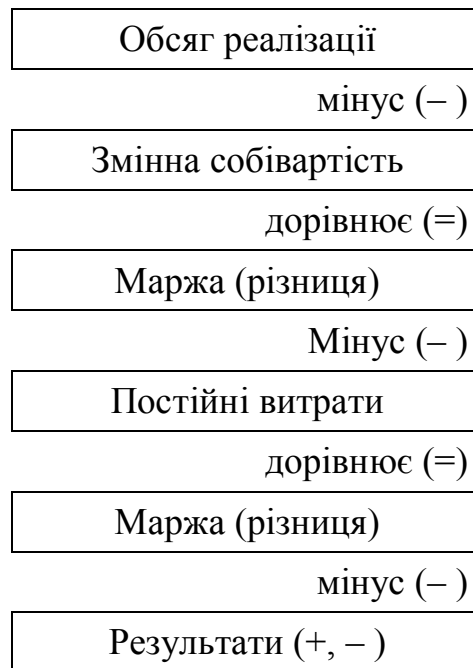 Обсяг реалізації
мінус (– )
Змінна собівартість
дорівнює (=)
Маржа (різниця)
Мінус (– )
Постійні витрати
дорівнює (=)
Маржа (різниця)
мінус (– )
Результати (+, – )